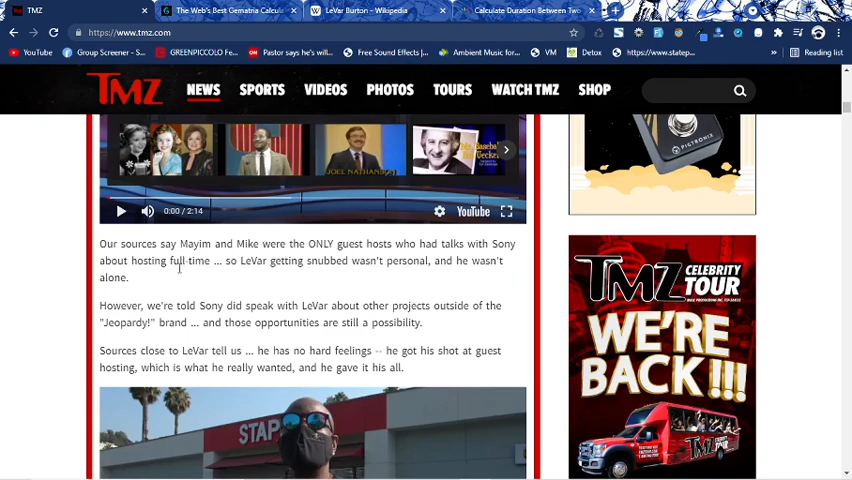 TMZ
The Web's Best Gematria Calcul
LeVar Burton - Wikipedia
Calculate Duration Between Two
https://www.tmz.com
YouTube
Group Screener - S...
GREENPICCOLO Fe...
Pastor says he's will...
Free Sound Effects |...
Ambient Music for...
VM
Detox
https://www.statep...
Reading list
TMZ NEWS SPORTS VIDEOS PHOTOS TOURS WATCH TMZ SHOP
JOEL NATHANSON
Mr. Baseball
Bob Uecker
PIGTRONIX
0:00 / 2:14
YouTube
Our sources say Mayim and Mike were the ONLY guest hosts who had talks with Sony
about hosting full-time ... so LeVar getting snubbed wasn't personal, and he wasn't
alone.
However, we're told Sony did speak with LeVar about other projects outside of the
"Jeopardy!" brand ... and those opportunities are still a possibility.
Sources close to LeVar tell us ... he has no hard feelings -- he got his shot at guest
hosting, which is what he really wanted, and he gave it his all.
STAP
TMZ CELEBRITY
TOUR
WE'RE
BACK!!!
TMZ